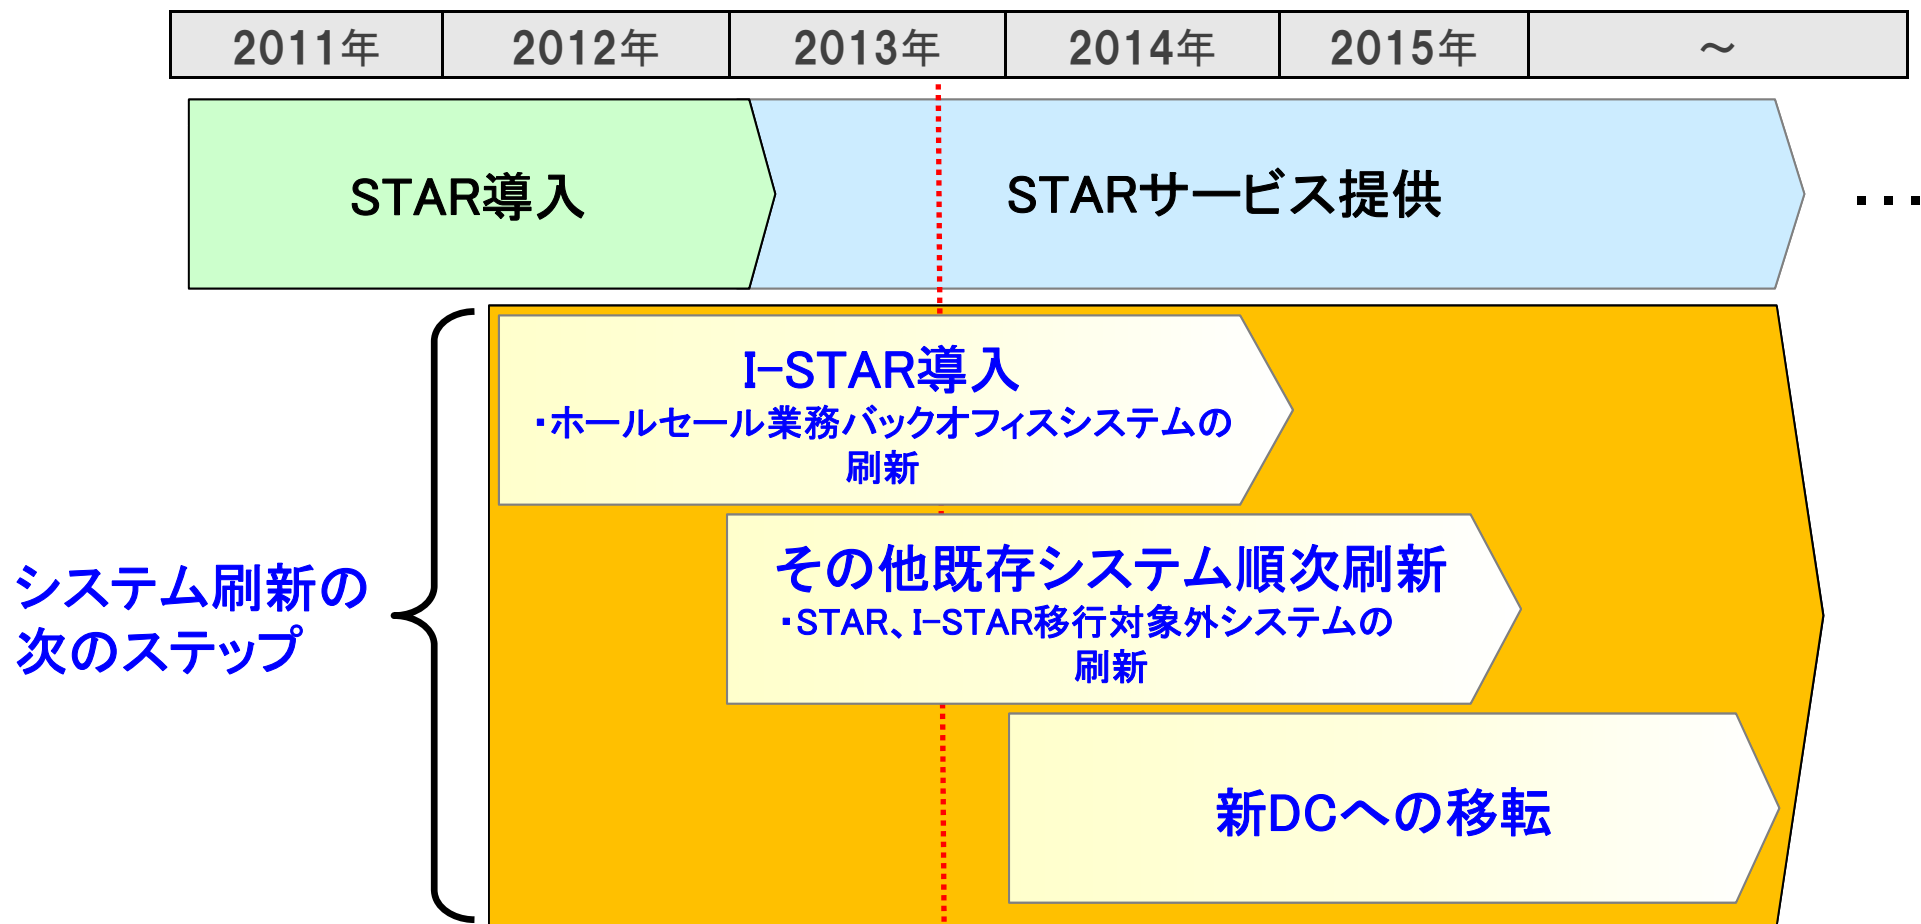 2011年 2012年 2013年 2014年 2015年 ～
STAR導入 STARサービス提供 ・・・
I-STAR導入
・ホールセール業務バックオフィスシステムの
刷新
システム刷新の
次のステップ
その他既存システム順次刷新
・STAR、I-STAR移行対象外システムの
刷新
新DCへの移転